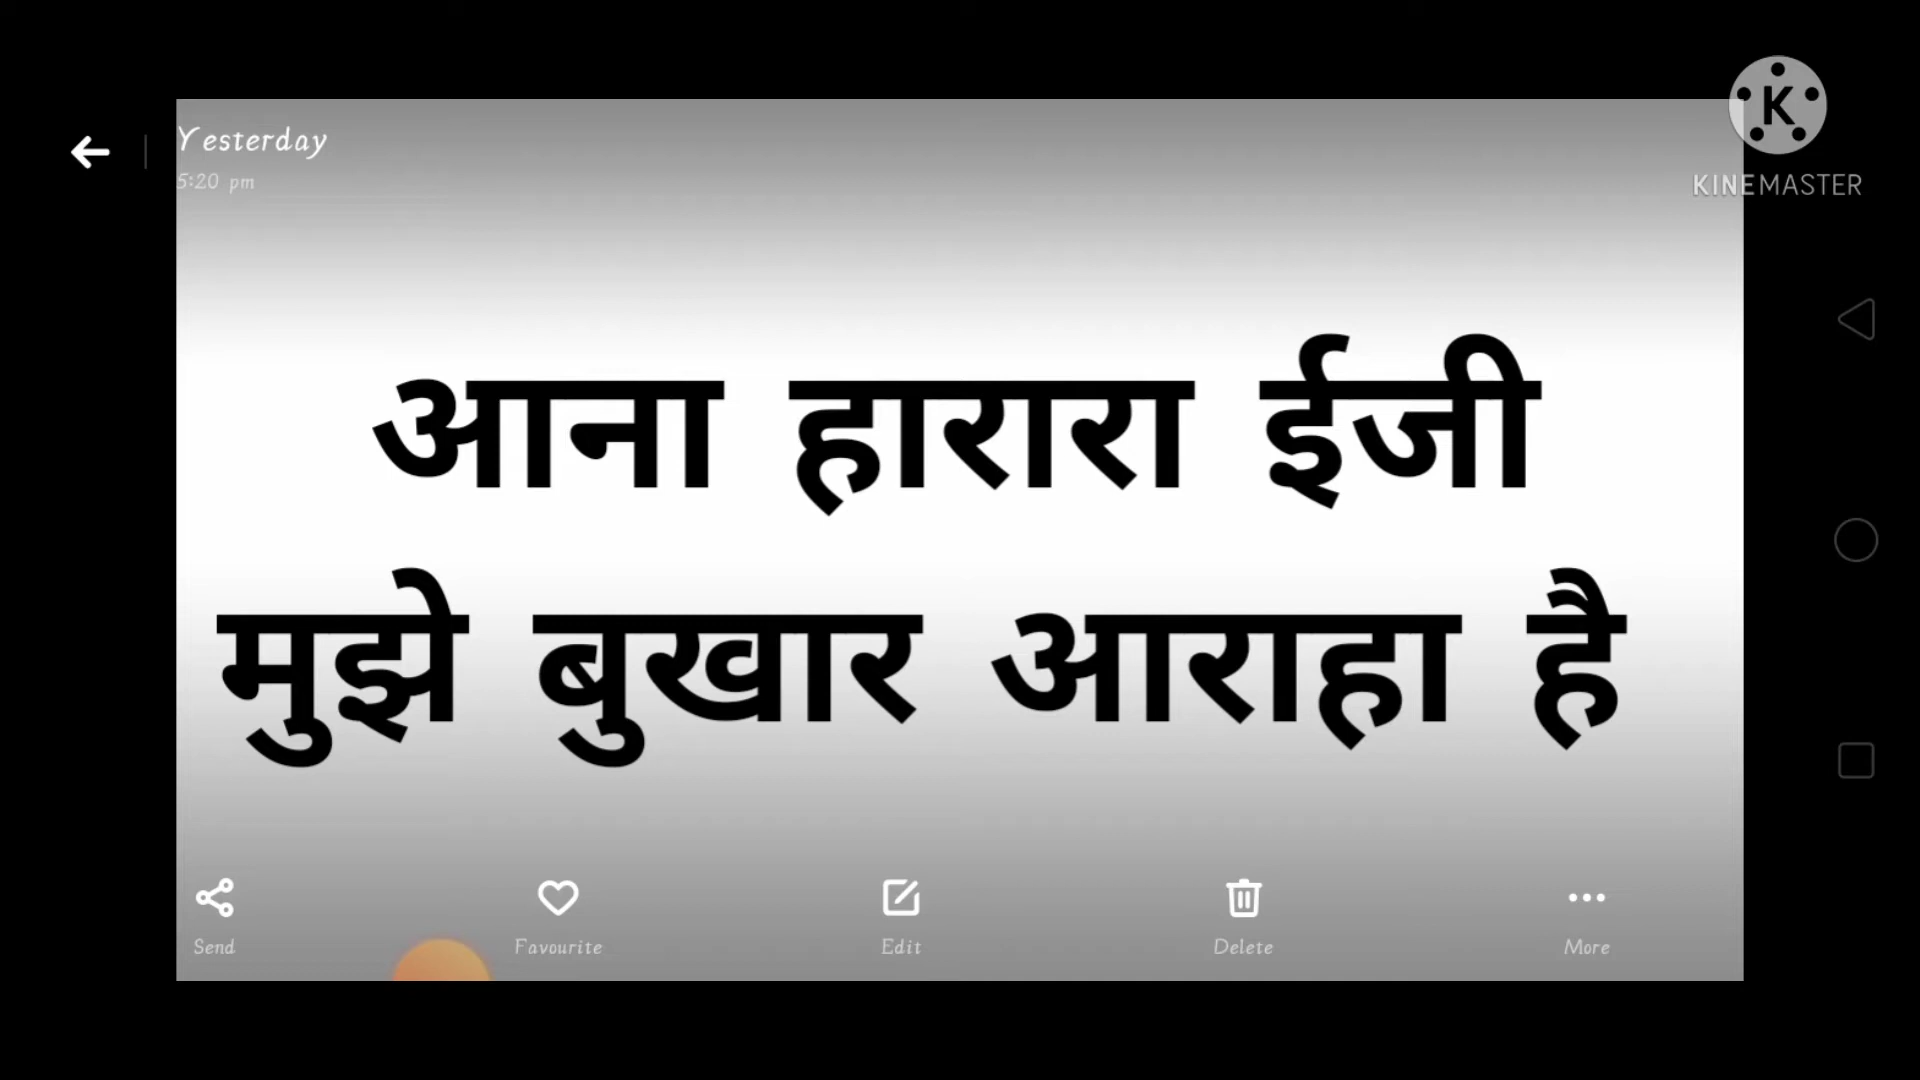 Yesterday
5:20 pm
K
KINEMASTER
आना हारारा ईजी
मुझे बुखार आराहा है
Send Favourite Edit Delete More